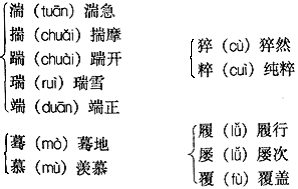 湍（tuān）湍急
揣（chuǎi）揣摩
踹（chuài）踹开
瑞（ruì）瑞雪
端（duān）端正
猝（cù）猝然
粹（cuì）纯粹
蓦（mò）蓦地
慕（mù）羡慕
履（lǚ）履行
屡（lǚ）屡次
覆（fù）覆盖